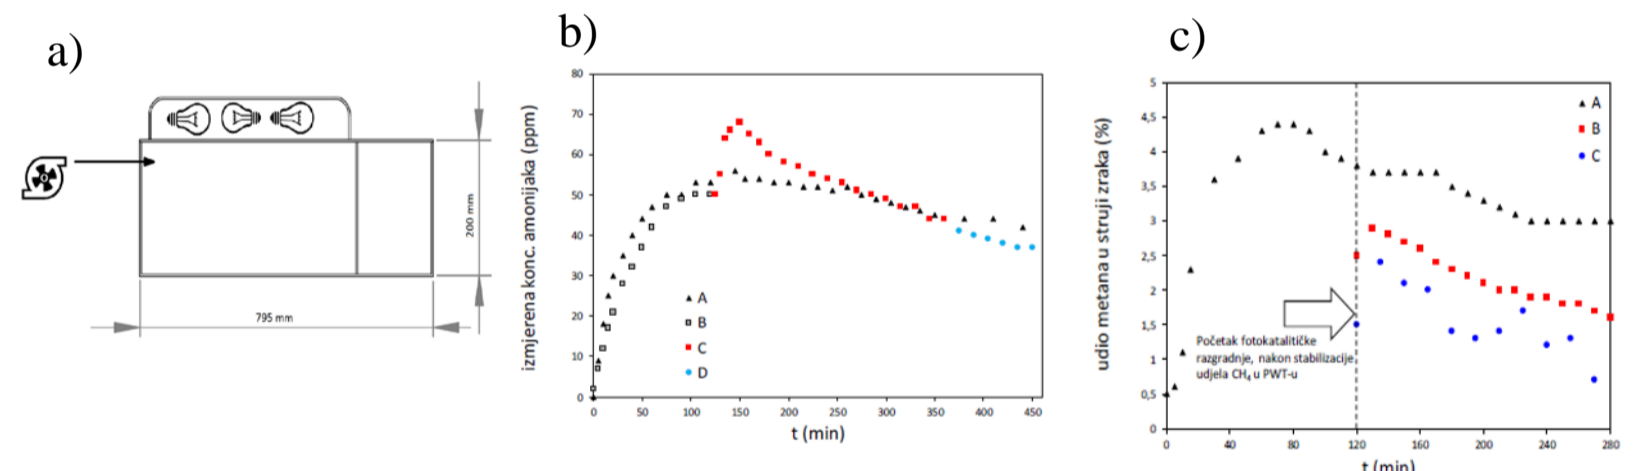 a)
200 mm
795 mm
b)
izmjerena konc. amonijaka (ppm)
80
70
60
50
40
30
20
10
0
A
B
C
D
0 50 100 150 200 250 300 350 400 450
t (min)
c)
udio metana u struji zraka (%)
5
4,5
4
3,5
3
2,5
2
1,5
1
0,5
0
A
B
C
Početak fotokatalitičke
razgradnje, nakon stabilizacije
udjela CH₄ u PWT-u
0 40 80 120 160 200 240 280
t (min)